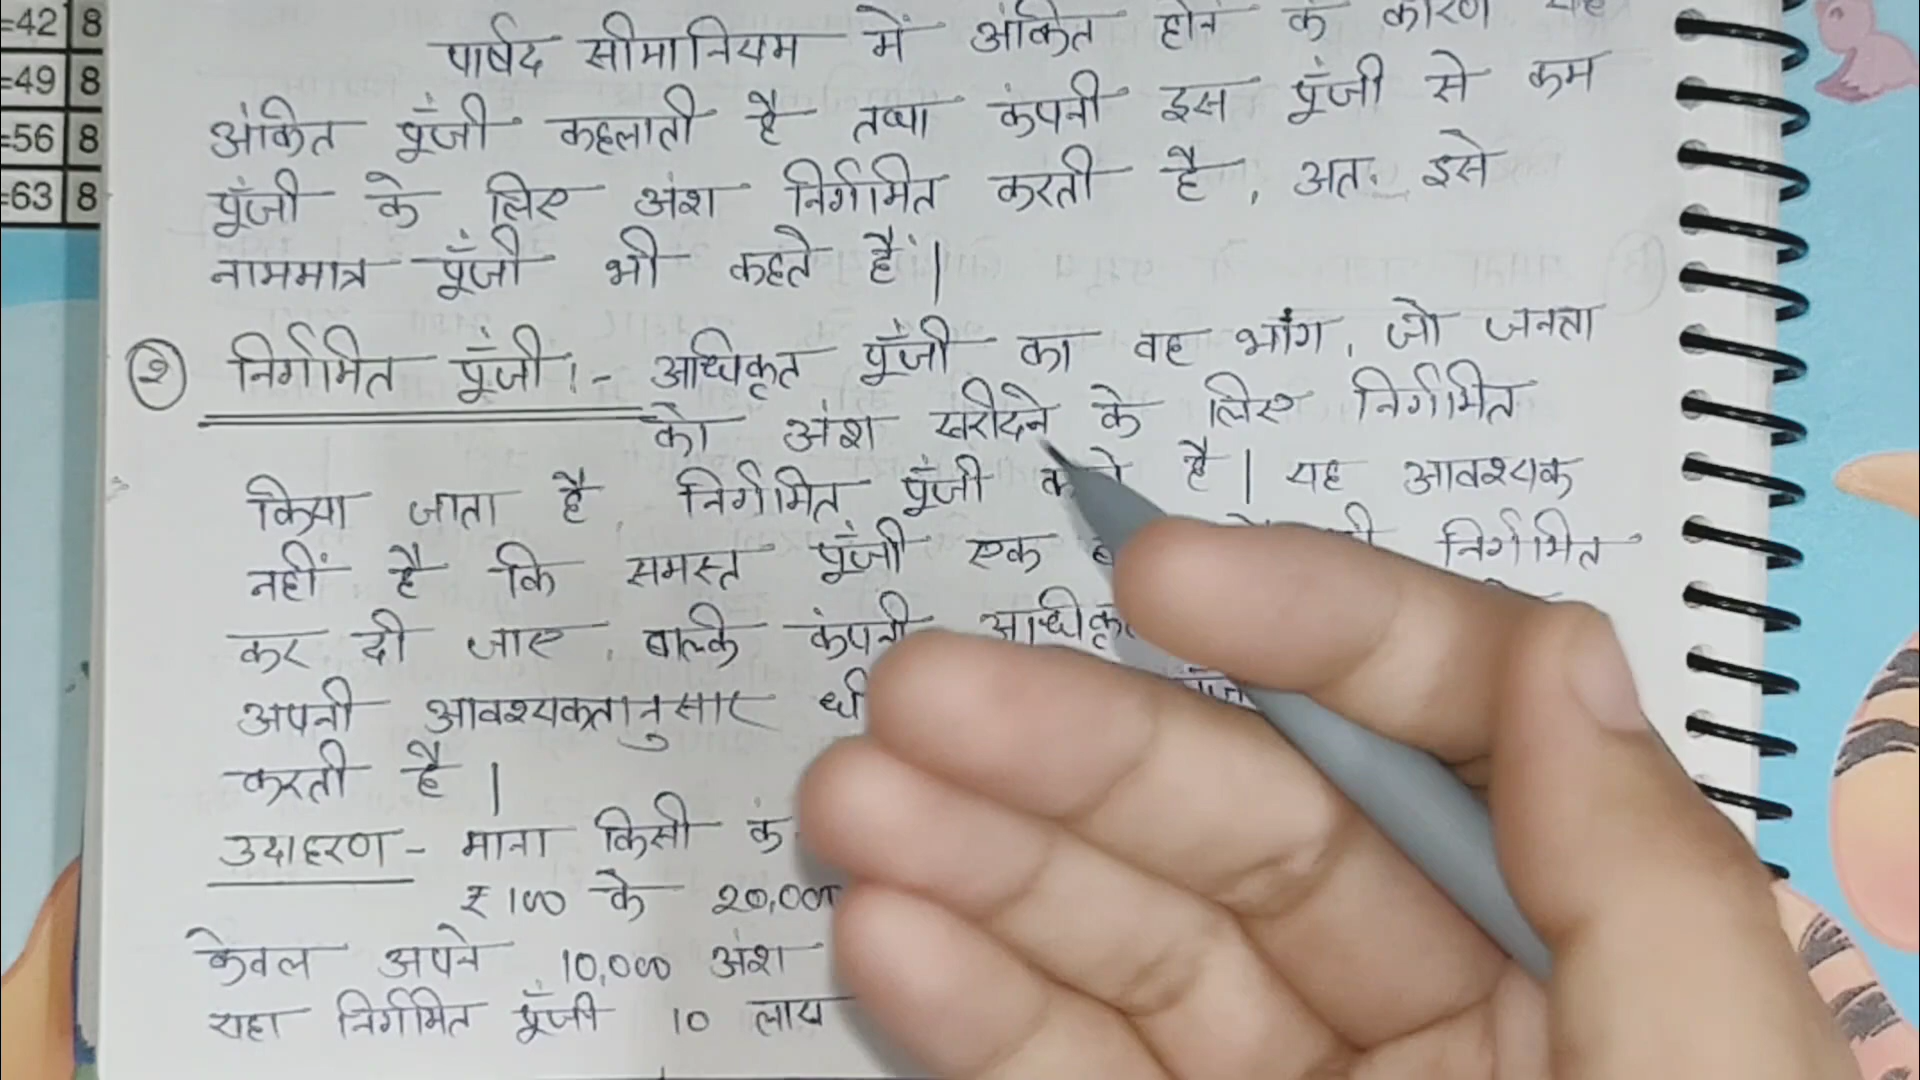 =42 8
=49 8
=56 8
=63 8
पार्षद सीमानियम में अंकित होने के कारण यह
अंकित पूँजी कहलाती है तथा कंपनी इस पूँजी से कम
पूँजी के लिए अंश निर्गमित करती है, अतः इसे
नाममात्र पूँजी भी कहते हैं |
२ निर्गमित पूँजी :- अधिकृत पूँजी का वह भाग, जो जनता
को अंश खरीदने के लिए निर्गमित
किया जाता है, निर्गमित पूँजी है | यह आवश्यक
नहीं है कि समस्त पूँजी एक निर्गमित
कर दी जाए, बल्कि कंपनी
अपनी आवश्यकतानुसार
करती है |
उदाहरण - माना किसी
₹100 के 20,000
केवल अपने 10,000 अंश
यहा निर्गमित पूँजी 10 लाख